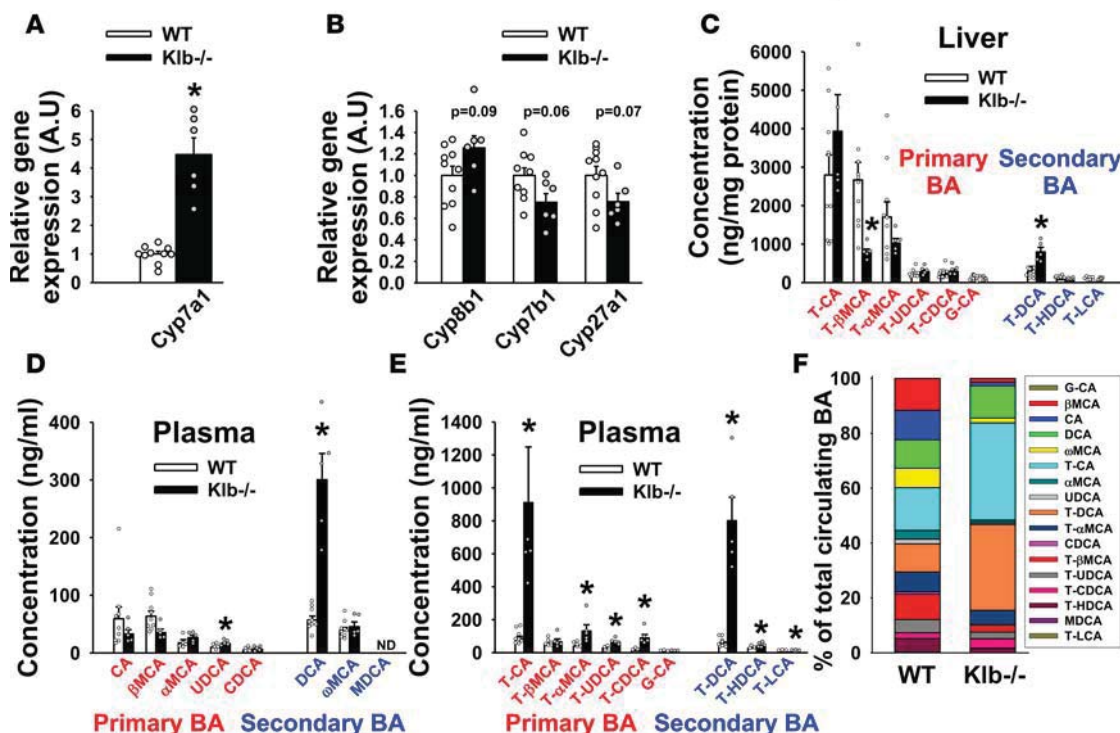 A
WT
Klb-/-
Relative gene
expression (A.U)
6
5
4
3
2
1
0
*
Cyp7a1
B
WT
Klb-/-
Relative gene
expression (A.U)
1.6
1.4
1.2
1.0
0.8
0.6
0.4
0.2
0.0
p=0.09
p=0.06
p=0.07
Cyp8b1
Cyp7b1
Cyp27a1
C
Liver
WT
Klb-/-
Concentration
(ng/mg protein)
6000
5000
4000
3000
2000
1000
0
Primary
BA
Secondary
BA
*
*
T-CA
T-βMCA
T-αMCA
T-UDCA
T-CDCA
G-CA
T-DCA
T-HDCA
T-LCA
D
Plasma
WT
Klb-/-
Concentration (ng/ml)
400
300
200
100
0
*
*
ND
CA
βMCA
αMCA
UDCA
CDCA
DCA
ωMCA
MDCA
Primary BA
Secondary BA
E
Plasma
WT
Klb-/-
Concentration (ng/ml)
1400
1200
1000
800
600
400
200
0
*
*
*
*
*
*
*
T-CA
T-βMCA
T-αMCA
T-UDCA
T-CDCA
G-CA
T-DCA
T-HDCA
T-LCA
Primary BA
Secondary BA
F
% of total circulating BA
100
80
60
40
20
0
WT
Klb-/-
G-CA
βMCA
CA
DCA
ωMCA
T-CA
αMCA
UDCA
T-DCA
T-αMCA
CDCA
T-βMCA
T-UDCA
T-CDCA
T-HDCA
MDCA
T-LCA